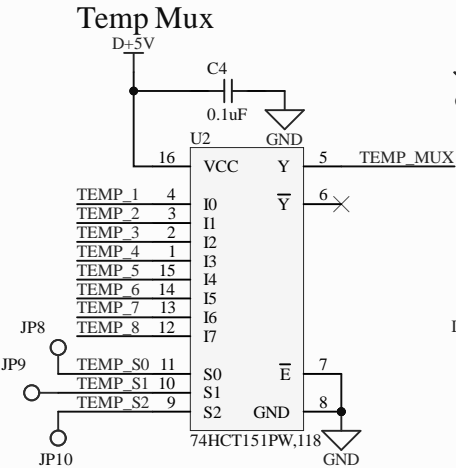 Temp Mux
D+5V
C4
0.1uF
GND
U2
16 VCC Y 5 TEMP_MUX
TEMP_1 4 I0 Y 6
TEMP_2 3 I1
TEMP_3 2 I2
TEMP_4 1 I3
TEMP_5 15 I4
TEMP_6 14 I5
TEMP_7 13 I6
TEMP_8 12 I7
JP8
TEMP_S0 11 S0 E 7
JP9
TEMP_S1 10 S1
TEMP_S2 9 S2 GND 8
JP10
74HCT151PW,118
GND